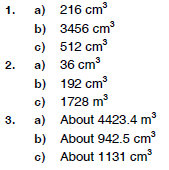 1. a) 216 cm³
b) 3456 cm³
c) 512 cm³
2. a) 36 cm³
b) 192 cm³
c) 1728 m³
3. a) About 4423.4 m³
b) About 942.5 cm³
c) About 1131 cm³